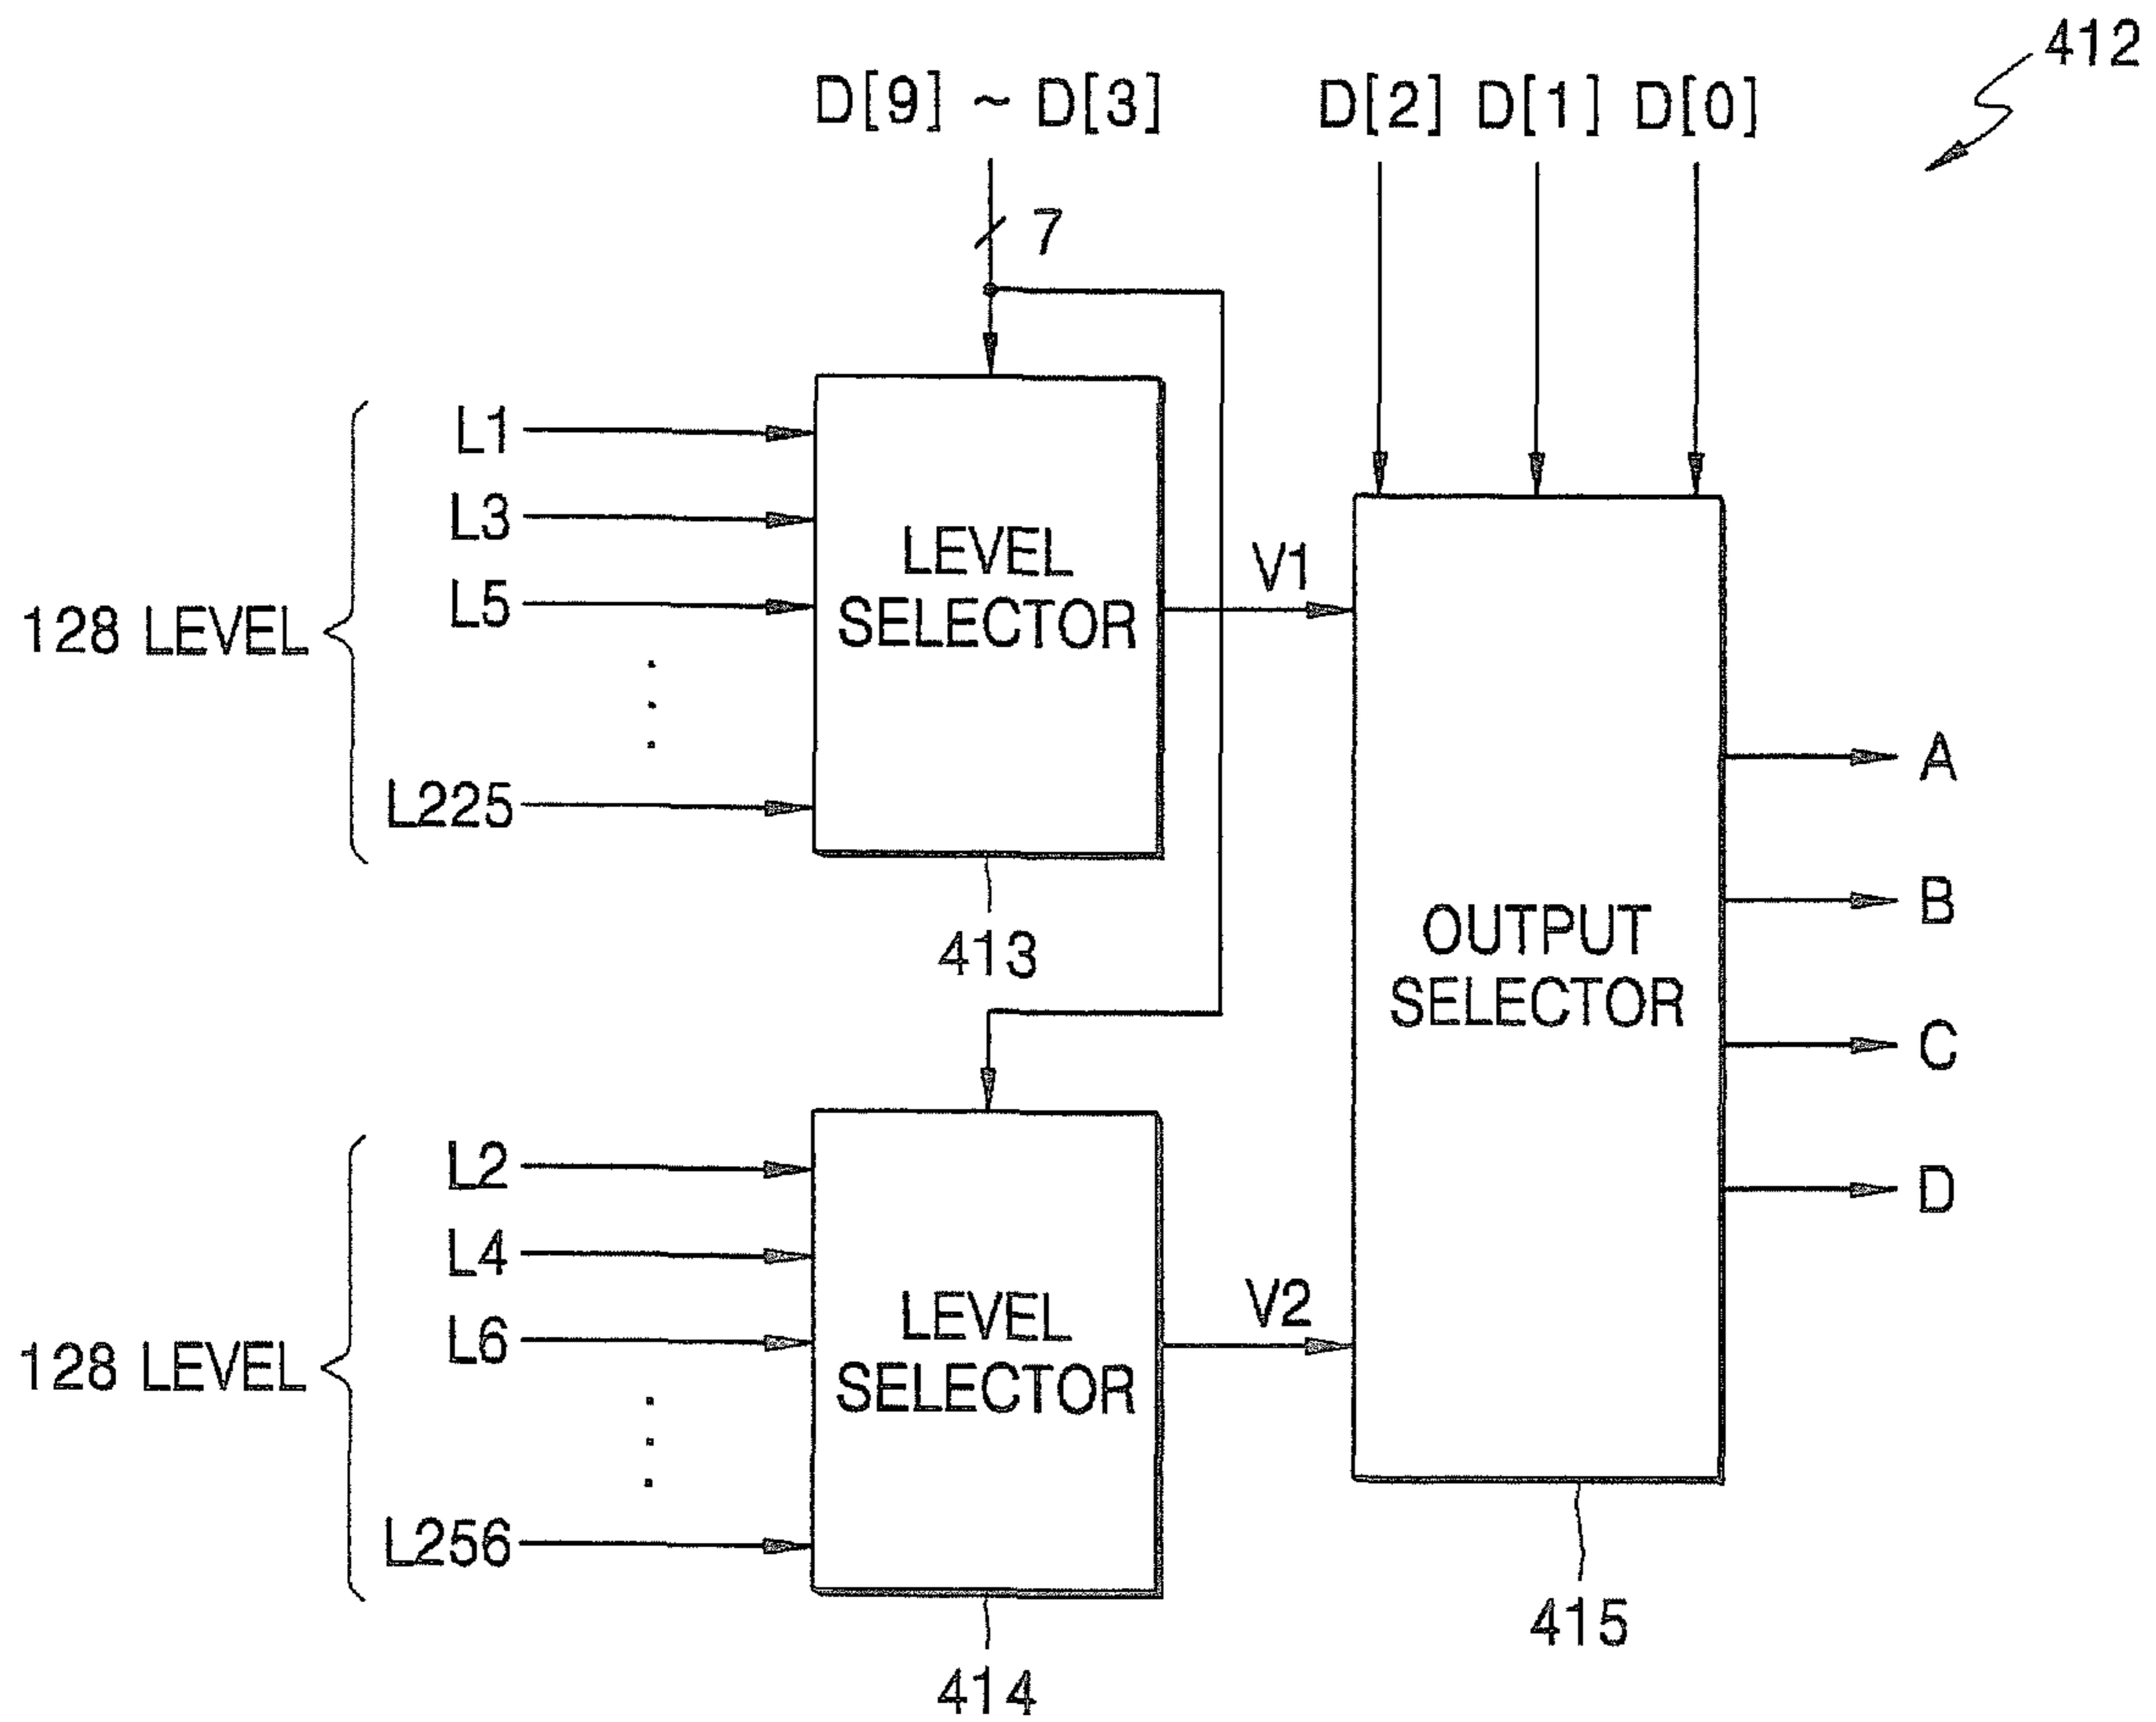 412
D[9] ~ D[3]
D[2] D[1] D[0]
7
128 LEVEL
L1
L3
L5
L225
LEVEL
SELECTOR
413
V1
128 LEVEL
L2
L4
L6
L256
LEVEL
SELECTOR
414
V2
OUTPUT
SELECTOR
415
A
B
C
D